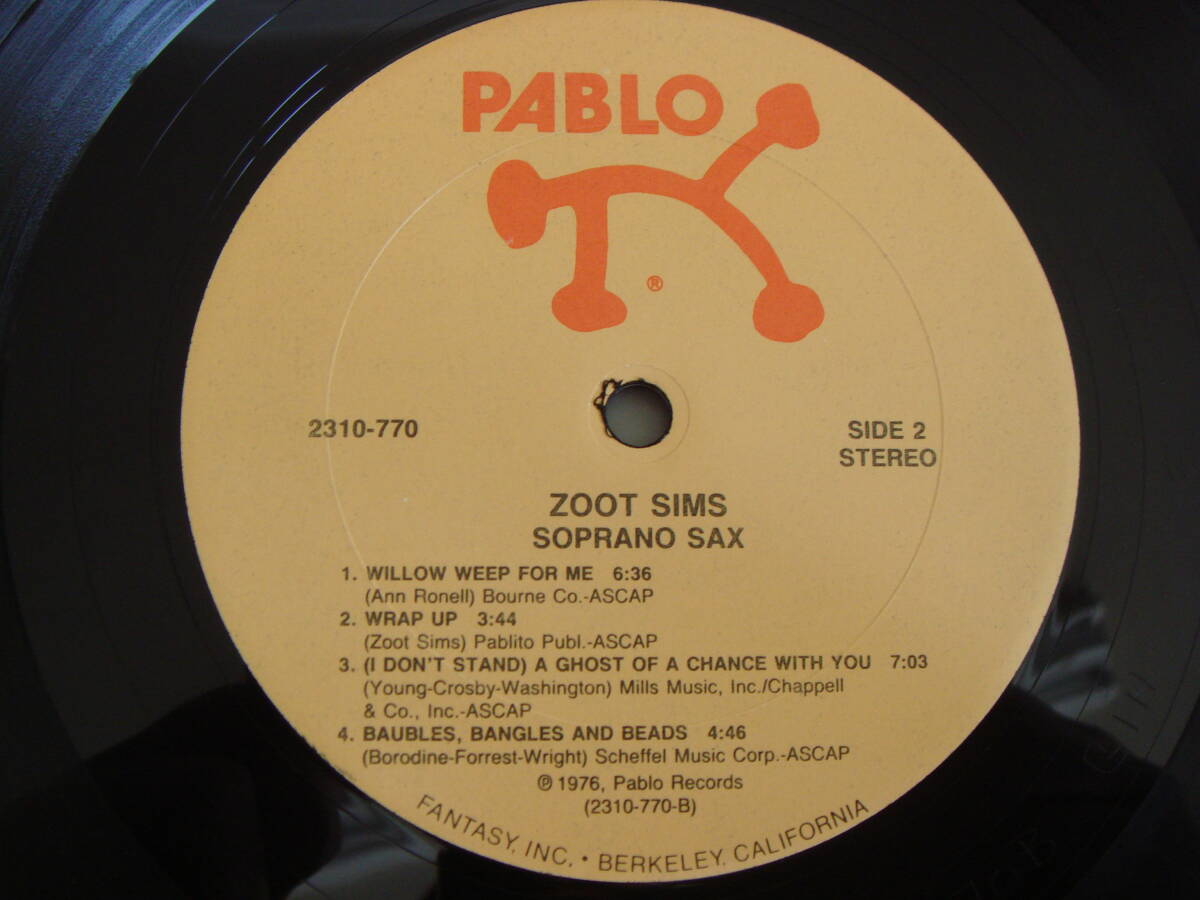 PABLO
®
2310-770
SIDE 2
STEREO
ZOOT SIMS
SOPRANO SAX
1. WILLOW WEEP FOR ME 6:36
(Ann Ronell) Bourne Co.-ASCAP
2. WRAP UP 3:44
(Zoot Sims) Pablito Publ.-ASCAP
3. (I DON'T STAND) A GHOST OF A CHANCE WITH YOU 7:03
(Young-Crosby-Washington) Mills Music, Inc./Chappell
& Co., Inc.-ASCAP
4. BAUBLES, BANGLES AND BEADS 4:46
(Borodine-Forrest-Wright) Scheffel Music Corp.-ASCAP
℗ 1976, Pablo Records
(2310-770-B)
FANTASY, INC. • BERKELEY, CALIFORNIA